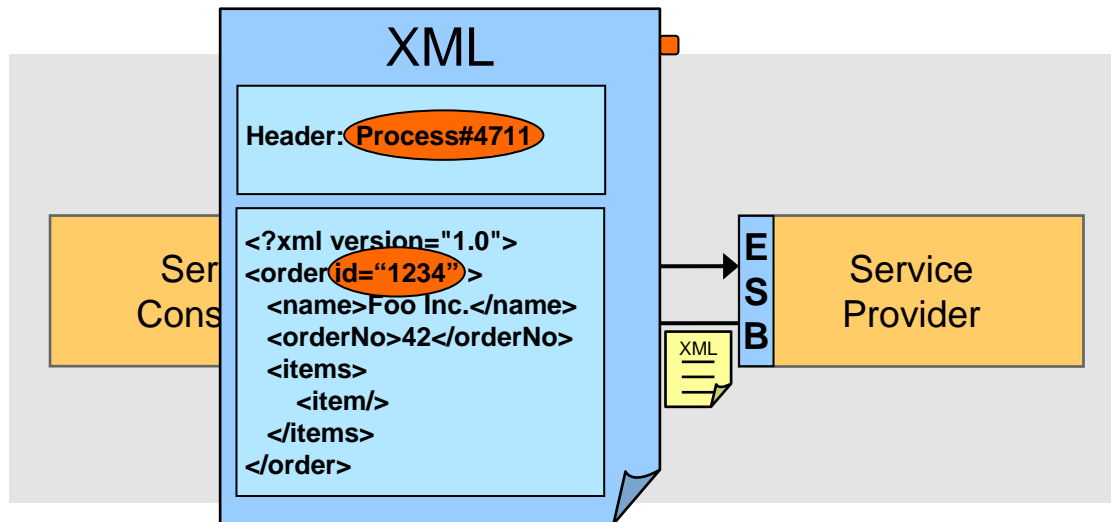 XML
Header: Process#4711
<?xml version="1.0">
<order id=“1234” >
<name>Foo Inc.</name>
<orderNo>42</orderNo>
<items>
<item/>
</items>
</order>
Ser
Cons
E
S
B
XML
Service
Provider